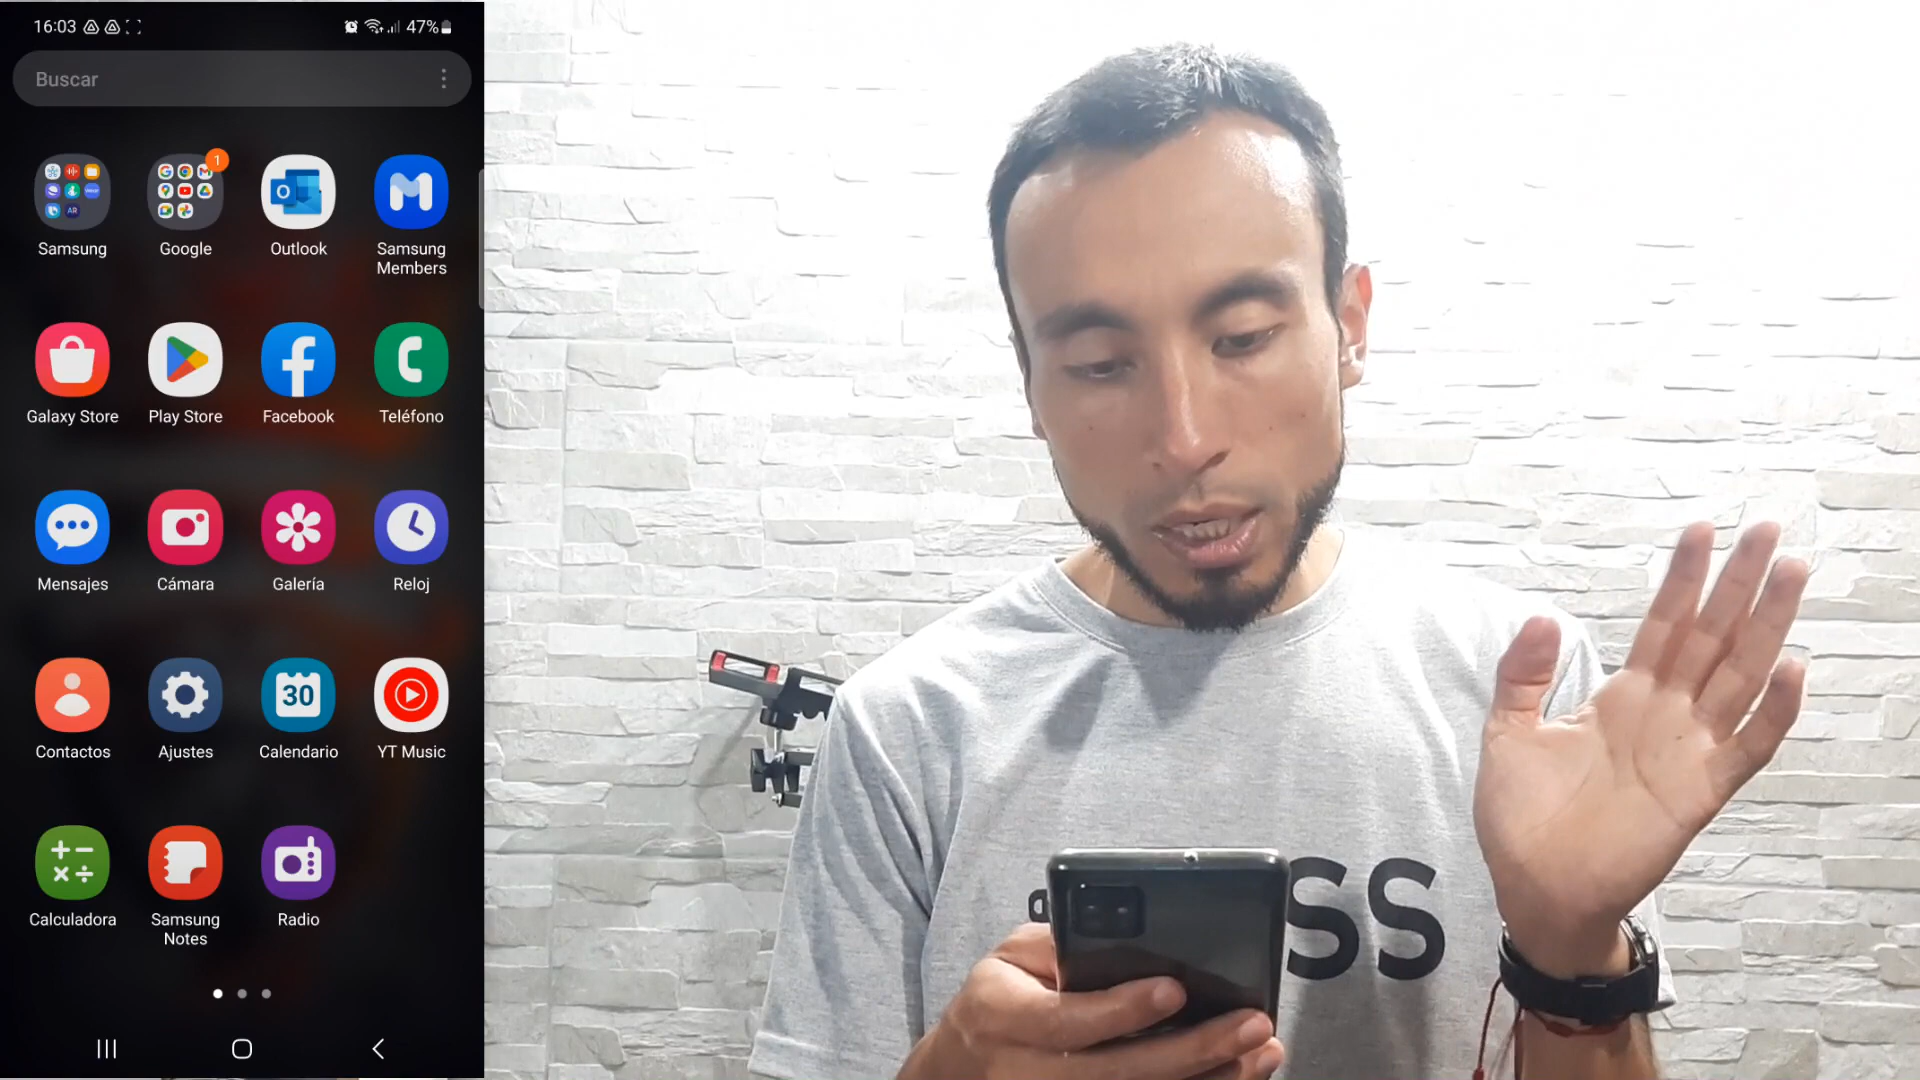 16:03
47%
Buscar
1
Samsung
Google
Outlook
Samsung
Members
Galaxy Store
Play Store
Facebook
Teléfono
Mensajes
Cámara
Galería
Reloj
30
Contactos
Ajustes
Calendario
YT Music
Calculadora
Samsung
Notes
Radio
SS